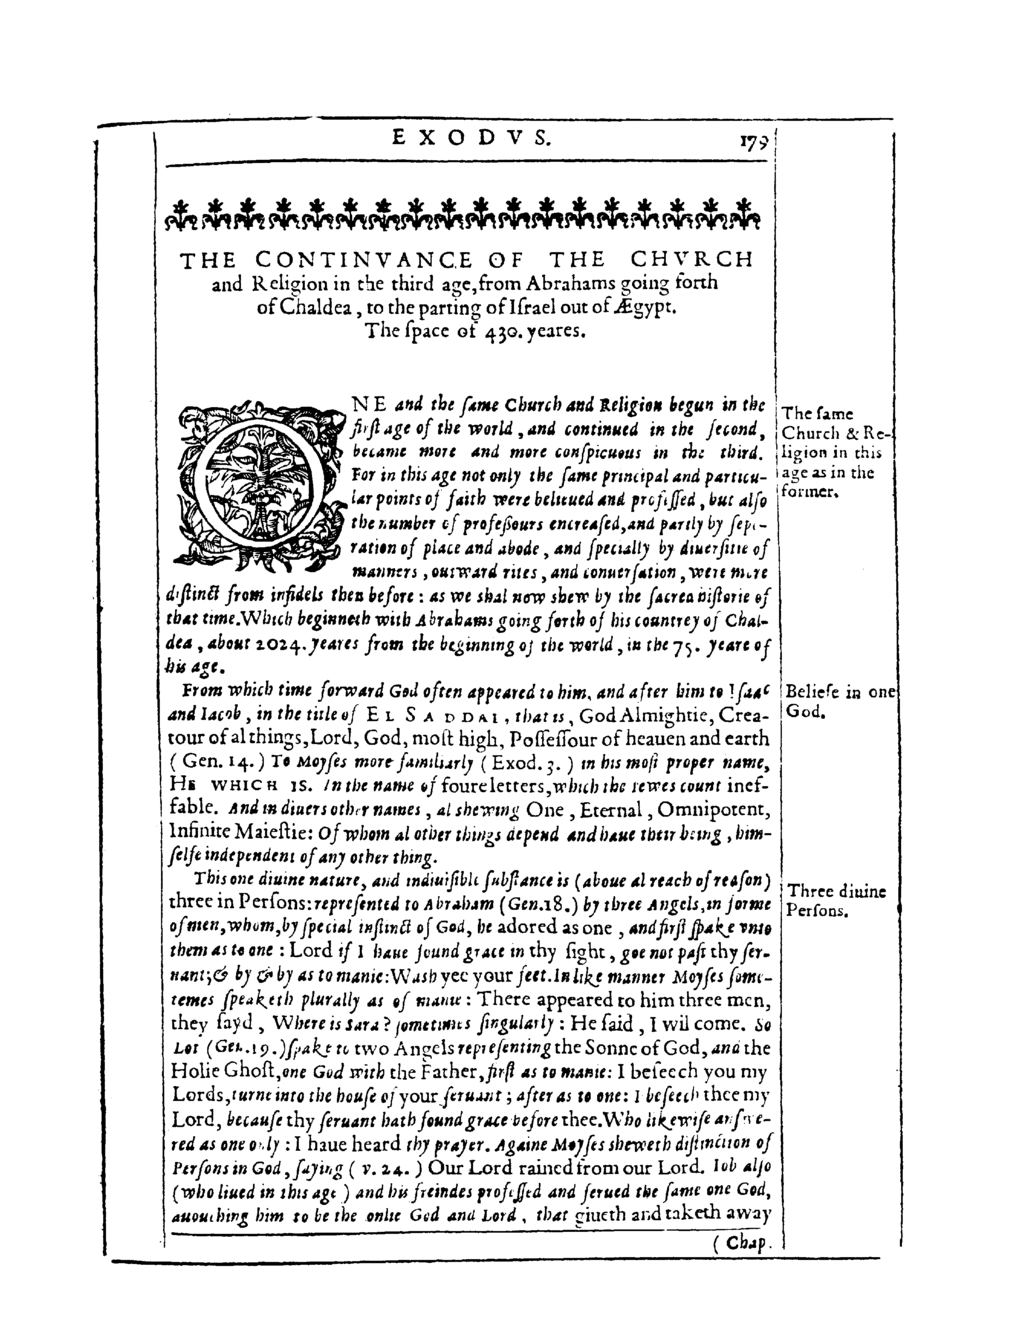 EXODVS. 179
THE CONTINVANCE OF THE CHVRCH
and Religion in the third age, from Abrahams going forth
of Chaldea, to the parting of Iſrael out of Ægypt.
The ſpace of 430. yeares.
ONE and the ſame Church and Religion begun in the
firſt age of the world, and continued in the ſecond,
became more and more conſpicuous in the third.
For in this age not only the ſame principal and particu-
lar points of faith were beleeued and profeſſed, but alſo
the number of profeßours encreaſed, and partly by ſepa-
ration of place and abode, and ſpecially by diuerſitie of
manners, outward rites, and conuerſation, were more
diſtinct from infidels then before: as we shal now shew by the ſacred hiſtorie of
that time. Which beginneth with Abrahams going forth of his countrey of Chal-
dea, about 2024. yeares from the beginning of the world, in the 75. yeare of
his age.
The ſame
Church & Re-
ligion in this
age as in the
former.
From which time forward God often appeared to him, and after him to Iſaac
and Iacob, in the title of EL SADDAI, that is, God Almightie, Crea-
tour of al things, Lord, God, moſt high, Poſſeſſour of heauen and earth
(Gen. 14.) To Moyſes more familiarly (Exod. 3.) in his moſt proper name,
HE WHICH IS. In the name of foure letters, which the Iewes count inef-
fable. And in diuers other names, al shewing One, Eternal, Omnipotent,
Infinite Maieſtie: Of whom al other things depend and haue their being, him-
ſelfe independent of any other thing.
Beliefe in one
God.
This one diuine nature, and indiuiſible ſubſtance is (aboue al reach of reaſon)
three in Perſons: repreſented to Abraham (Gen. 18.) by three Angels, in forme
of men, whom, by ſpecial inſtinct of God, he adored as one, and firſt ſpake vnto
them as to one: Lord if I haue found grace in thy ſight, goe not paſt thy ſer-
uant; & by & by as to manie: Wash yee your feet. In like manner Moyſes ſome-
temes ſpeaketh plurally as of manie: There appeared to him three men,
they ſayd, Where is Sara? ſometimes ſingularly: He ſaid, I wil come. So
Lot (Gen. 19.) ſpake to two Angels repreſenting the Sonne of God, and the
Holie Ghoſt, one God with the Father, firſt as to manie: I beſeech you my
Lords, turne into the houſe of your ſeruant; after as to one: I beſeech thee my
Lord, becauſe thy ſeruant hath found grace before thee. Who likewiſe anſwe-
red as one only: I haue heard thy prayer. Againe Moyſes sheweth diſtinction of
Perſons in God, ſaying (v. 24.) Our Lord rained from our Lord. Iob alſo
(who liued in this age) and his freindes profeſſed and ſerued the ſame one God,
auouching him to be the onlie God and Lord, that giueth and taketh away
Three diuine
Perſons.
(Chap.